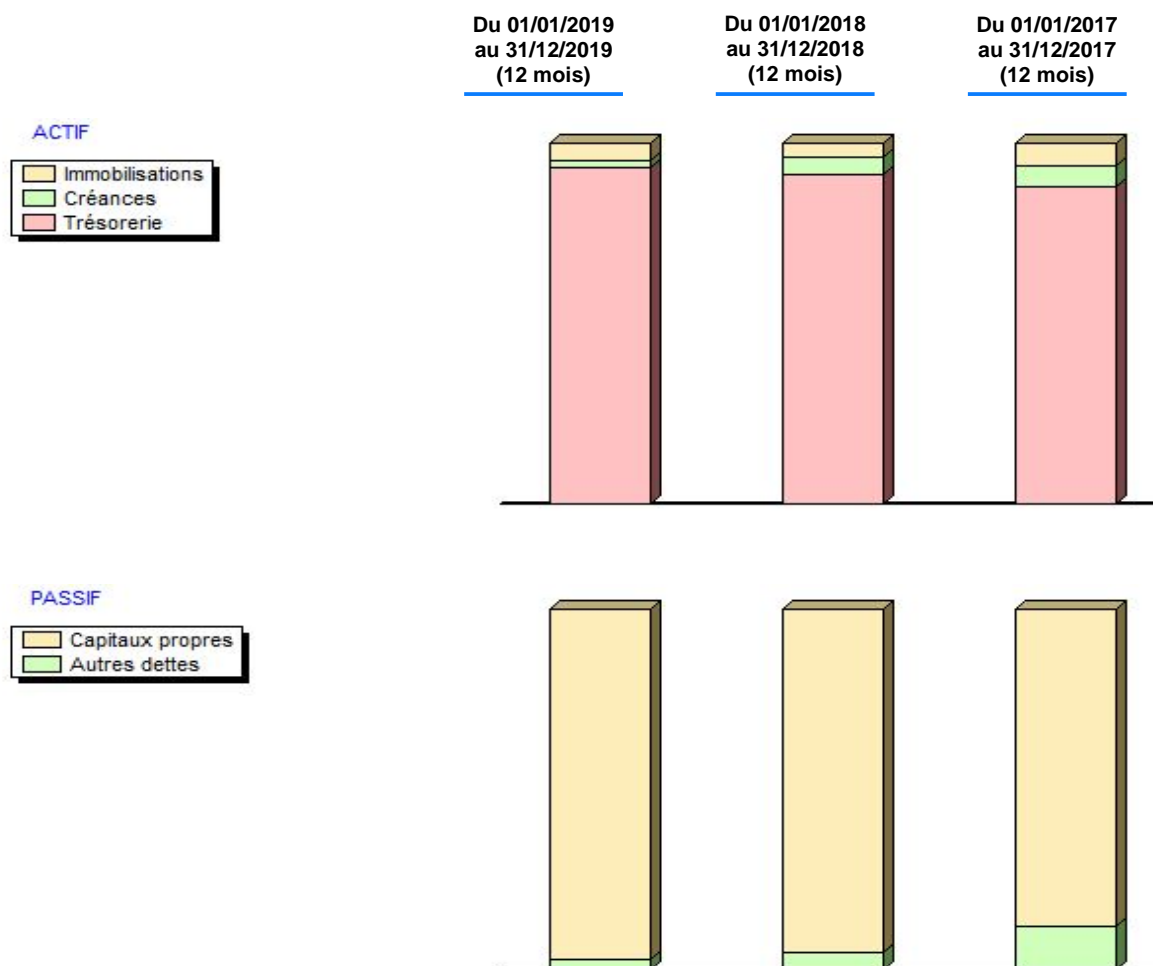 Du 01/01/2019
au 31/12/2019
(12 mois)
Du 01/01/2018
au 31/12/2018
(12 mois)
Du 01/01/2017
au 31/12/2017
(12 mois)
ACTIF
Immobilisations
Créances
Trésorerie
PASSIF
Capitaux propres
Autres dettes